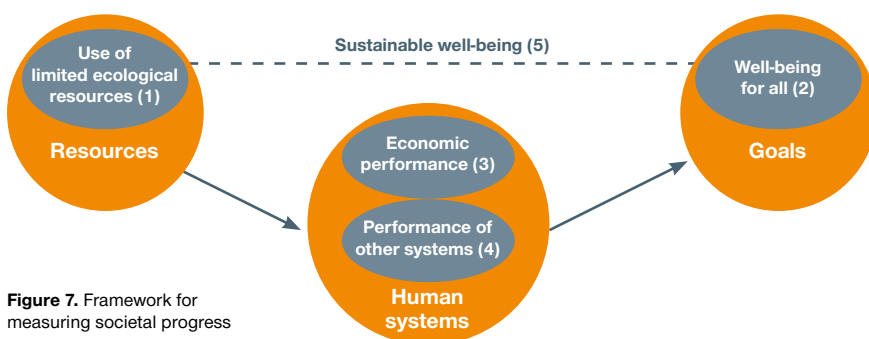 Sustainable well-being (5)
Use of
limited ecological
resources (1)
Resources
Well-being
for all (2)
Goals
Economic
performance (3)
Performance of
other systems (4)
Human
systems
Figure 7. Framework for
measuring societal progress